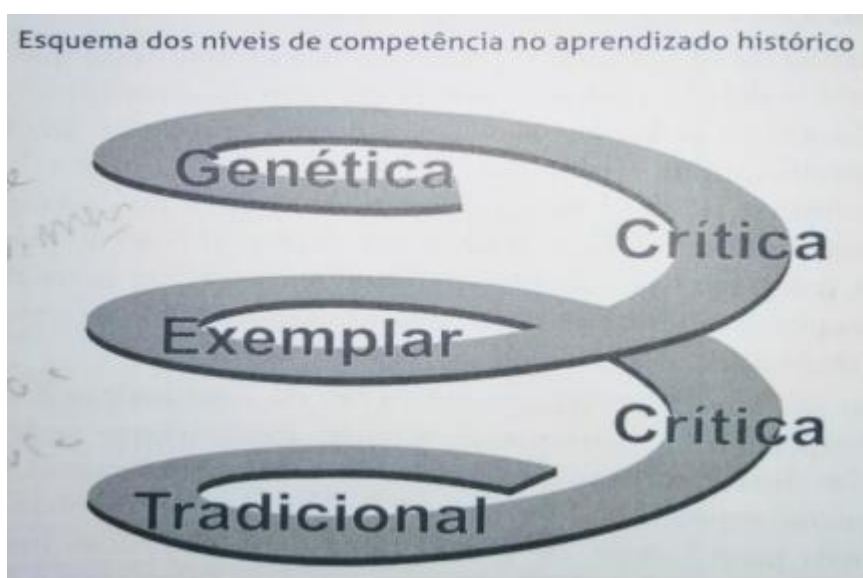 Esquema dos níveis de competência no aprendizado histórico
Genética
Crítica
Exemplar
Crítica
Tradicional